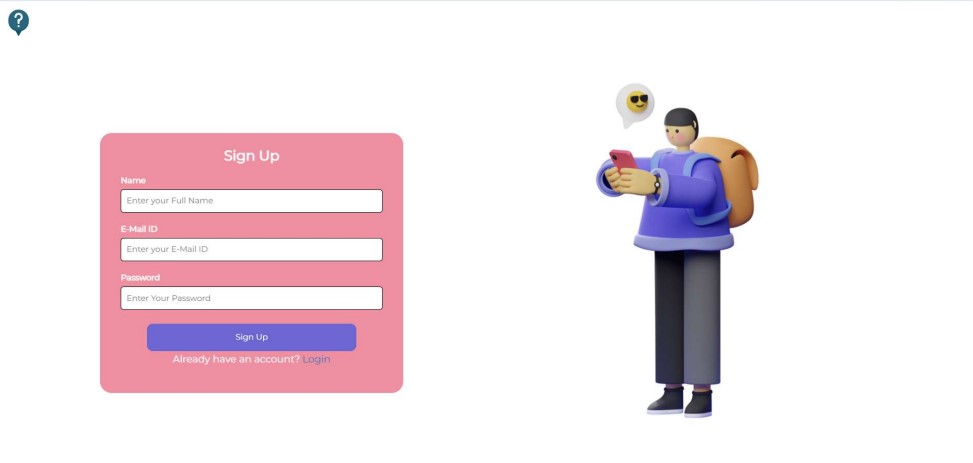 ?
Sign Up
Name
Enter your Full Name
E-Mail ID
Enter your E-Mail ID
Password
Enter Your Password
Sign Up
Already have an account? Login